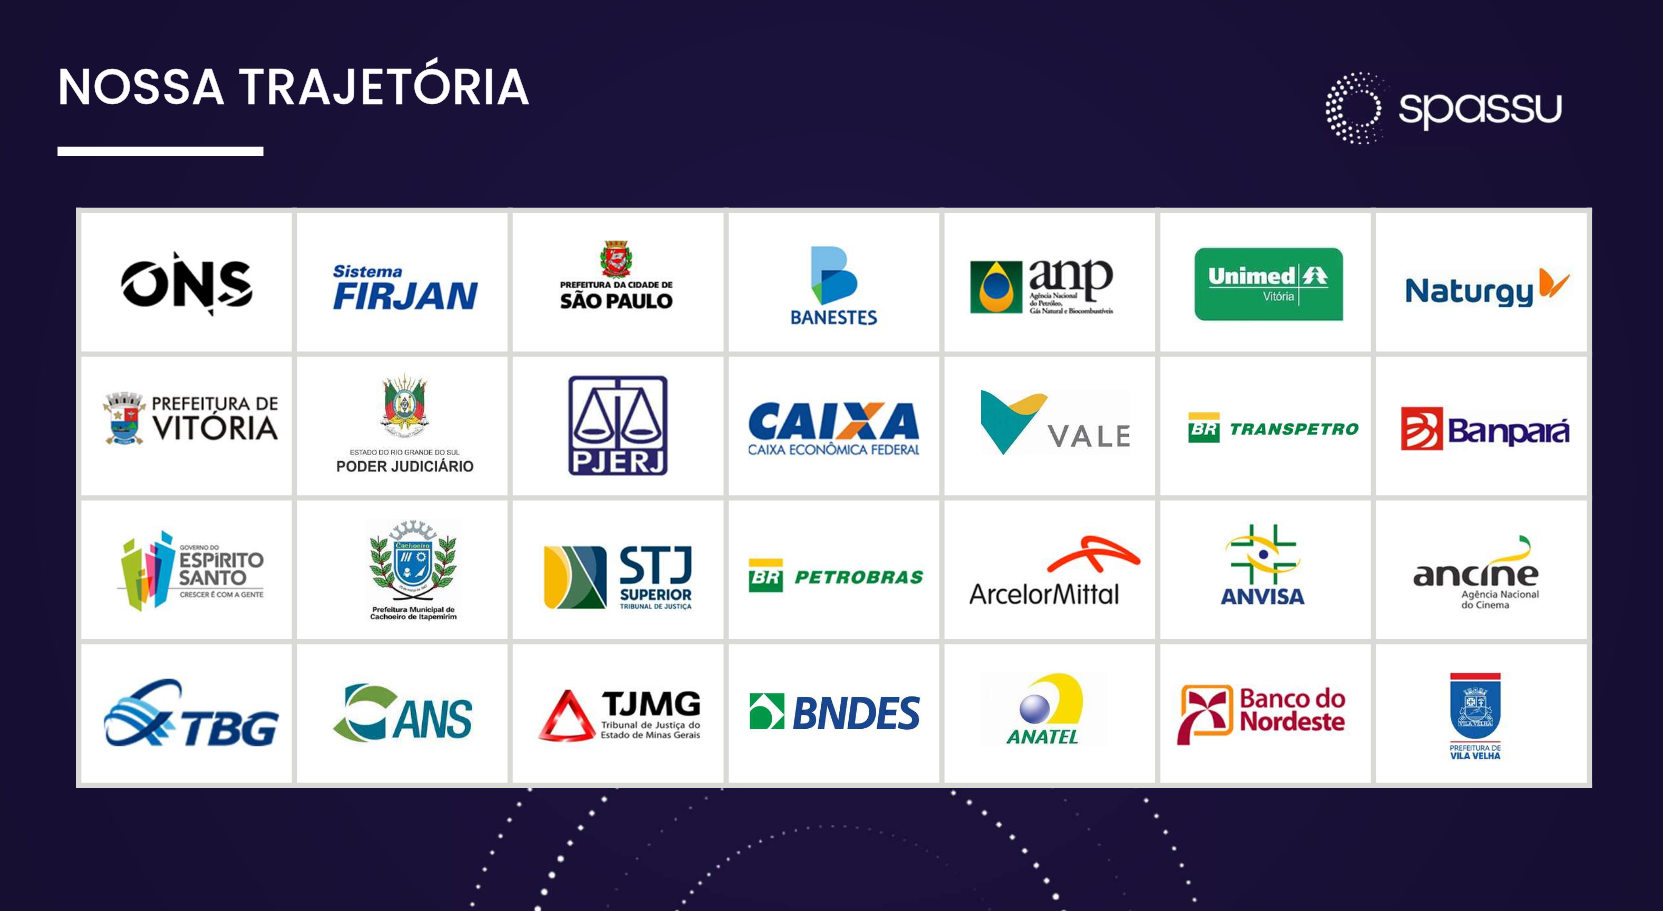 NOSSA TRAJETÓRIA
spassu
ONS
Sistema
FIRJAN
PREFEITURA DA CIDADE DE
SÃO PAULO
BANESTES
anp
Agência Nacional
do Petróleo,
Gás Natural e Biocombustíveis
Unimed
Vitória
Naturgy
PREFEITURA DE
VITÓRIA
ESTADO DO RIO GRANDE DO SUL
PODER JUDICIÁRIO
PJERJ
CAIXA
CAIXA ECONÔMICA FEDERAL
VALE
BR TRANSPETRO
Banpará
GOVERNO DO
ESPÍRITO
SANTO
CRESCER É COM A GENTE
Cachoeiro
Prefeitura Municipal de
Cachoeiro de Itapemirim
STJ
SUPERIOR
TRIBUNAL DE JUSTIÇA
BR PETROBRAS
ArcelorMittal
ANVISA
ancine
Agência Nacional
do Cinema
TBG
ANS
TJMG
Tribunal de Justiça do
Estado de Minas Gerais
BNDES
ANATEL
Banco do
Nordeste
VILA VELHA
PREFEITURA DE
VILA VELHA